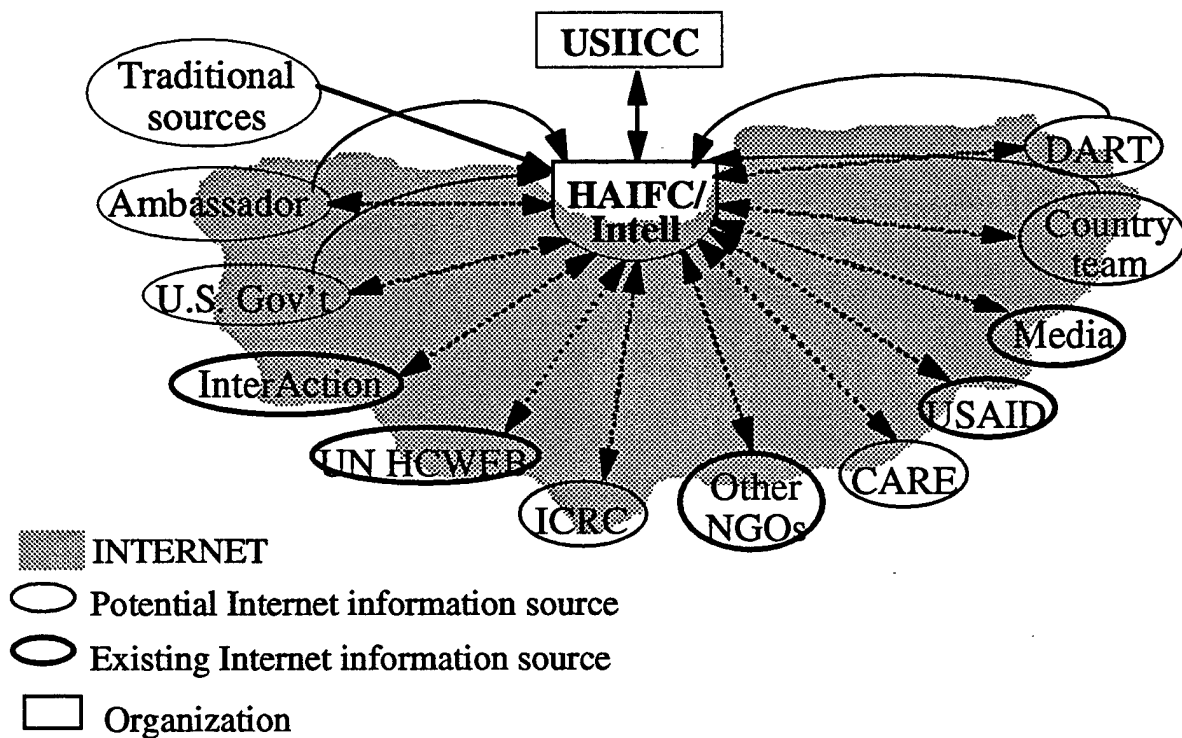 USIICC
Traditional
sources
DART
HAIFC/
Intell
Ambassador
Country
team
U.S Gov't
Media
InterAction
USAID
UN HCWEB
CARE
Other
NGOs
ICRC
INTERNET
Potential Internet information source
Existing Internet information source
Organization